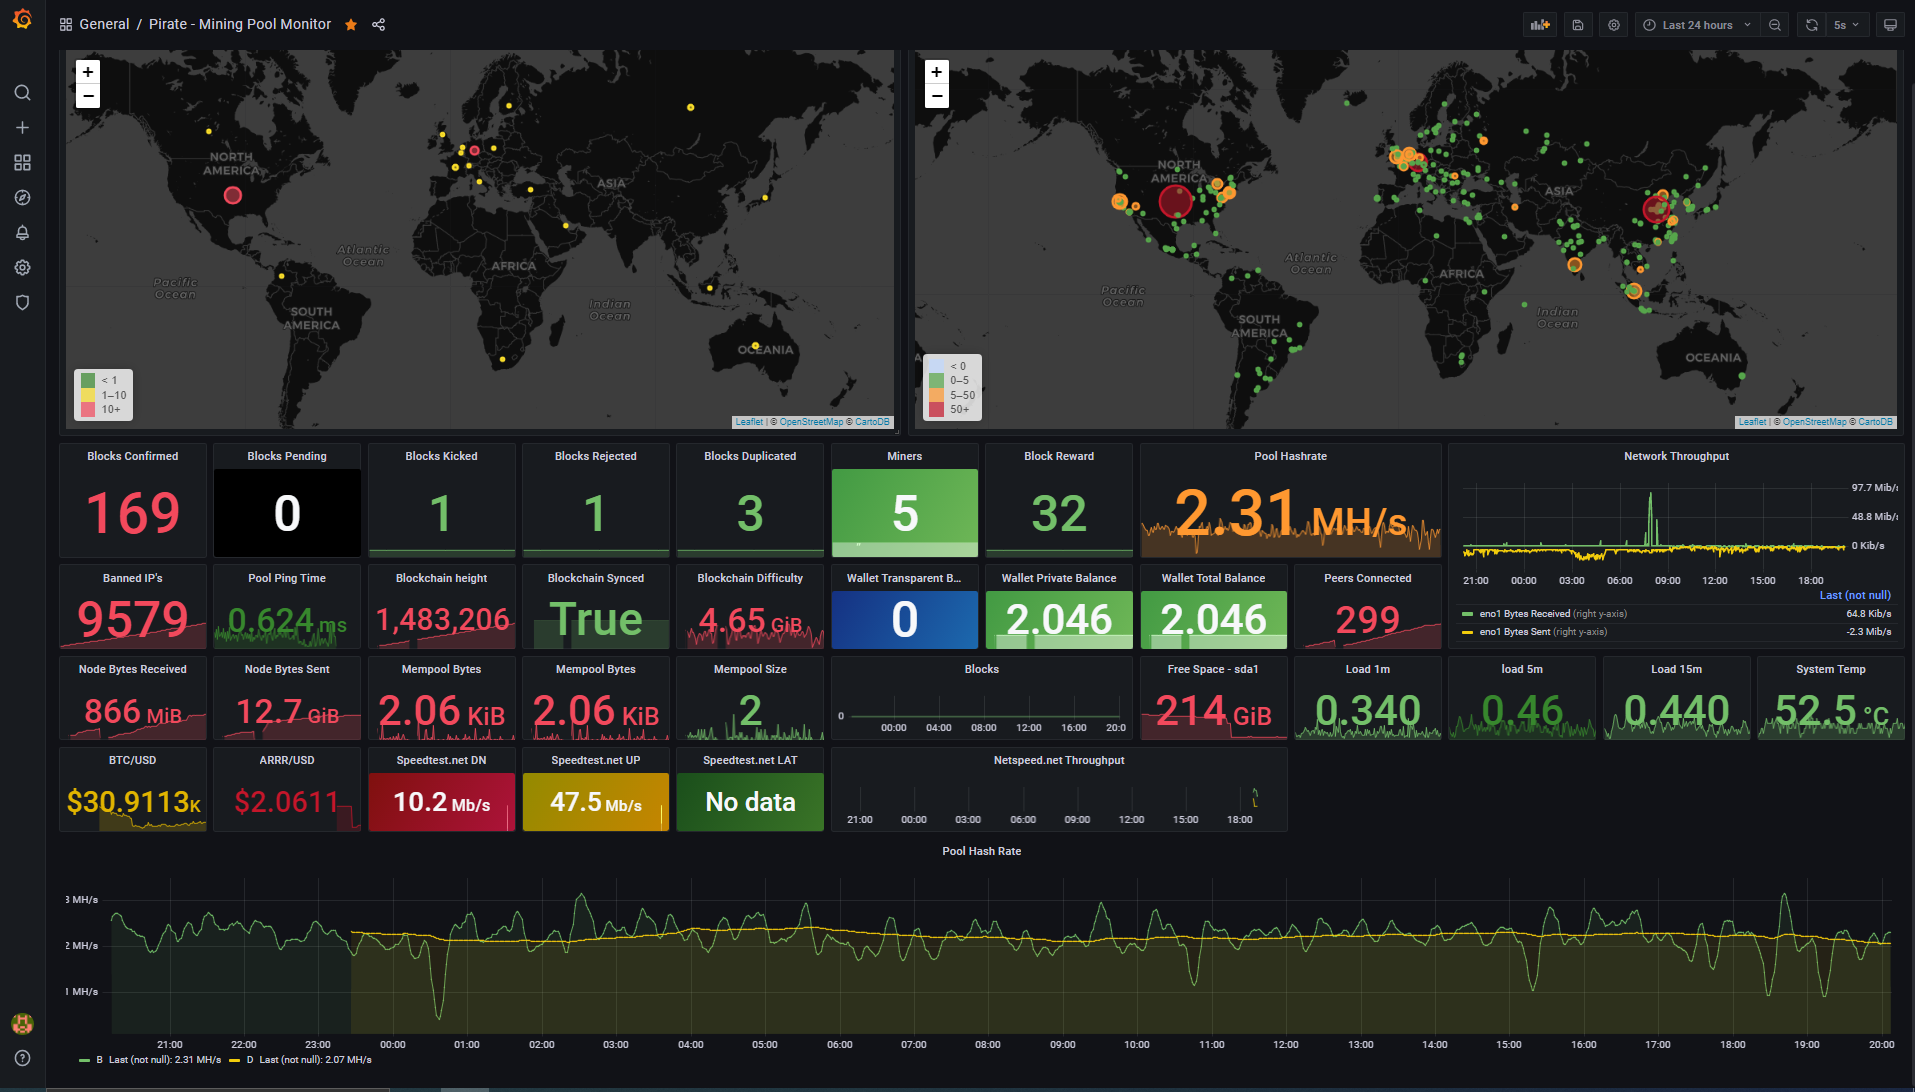 General / Pirate - Mining Pool Monitor
Last 24 hours
5s
+
−
NORTH
AMERICA
ASIA
Atlantic
Ocean
AFRICA
Pacific
Ocean
Indian
Ocean
SOUTH
AMERICA
OCEANIA
< 1
1–10
10+
Leaflet | © OpenStreetMap © CartoDB
+
−
NORTH
AMERICA
ASIA
Atlantic
Ocean
AFRICA
Pacific
Ocean
Indian
Ocean
SOUTH
AMERICA
OCEANIA
< 0
0–5
5–50
50+
Leaflet | © OpenStreetMap © CartoDB
Blocks Confirmed
169
Blocks Pending
0
Blocks Kicked
1
Blocks Rejected
1
Blocks Duplicated
3
Miners
5
Block Reward
32
Pool Hashrate
2.31 MH/s
Network Throughput
97.7 Mib/s
48.8 Mib/s
0 Kib/s
21:00 00:00 03:00 06:00 09:00 12:00 15:00 18:00
Last (not null)
eno1 Bytes Received (right y-axis) 64.8 Kib/s
eno1 Bytes Sent (right y-axis) -2.3 Mib/s
Banned IP's
9579
Pool Ping Time
0.624 ms
Blockchain height
1,483,206
Blockchain Synced
True
Blockchain Difficulty
4.65 GiB
Wallet Transparent B...
0
Wallet Private Balance
2.046
Wallet Total Balance
2.046
Peers Connected
299
Node Bytes Received
866 MiB
Node Bytes Sent
12.7 GiB
Mempool Bytes
2.06 KiB
Mempool Bytes
2.06 KiB
Mempool Size
2
Blocks
0
00:00 04:00 08:00 12:00 16:00 20:0
Free Space - sda1
214 GiB
Load 1m
0.340
load 5m
0.46
Load 15m
0.440
System Temp
52.5 °C
BTC/USD
$30.9113K
ARRR/USD
$2.0611
Speedtest.net DN
10.2 Mb/s
Speedtest.net UP
47.5 Mb/s
Speedtest.net LAT
No data
Netspeed.net Throughput
21:00 00:00 03:00 06:00 09:00 12:00 15:00 18:00
Pool Hash Rate
3 MH/s
2 MH/s
1 MH/s
21:00 22:00 23:00 00:00 01:00 02:00 03:00 04:00 05:00 06:00 07:00 08:00 09:00 10:00 11:00 12:00 13:00 14:00 15:00 16:00 17:00 18:00 19:00 20:00
B Last (not null): 2.31 MH/s D Last (not null): 2.07 MH/s